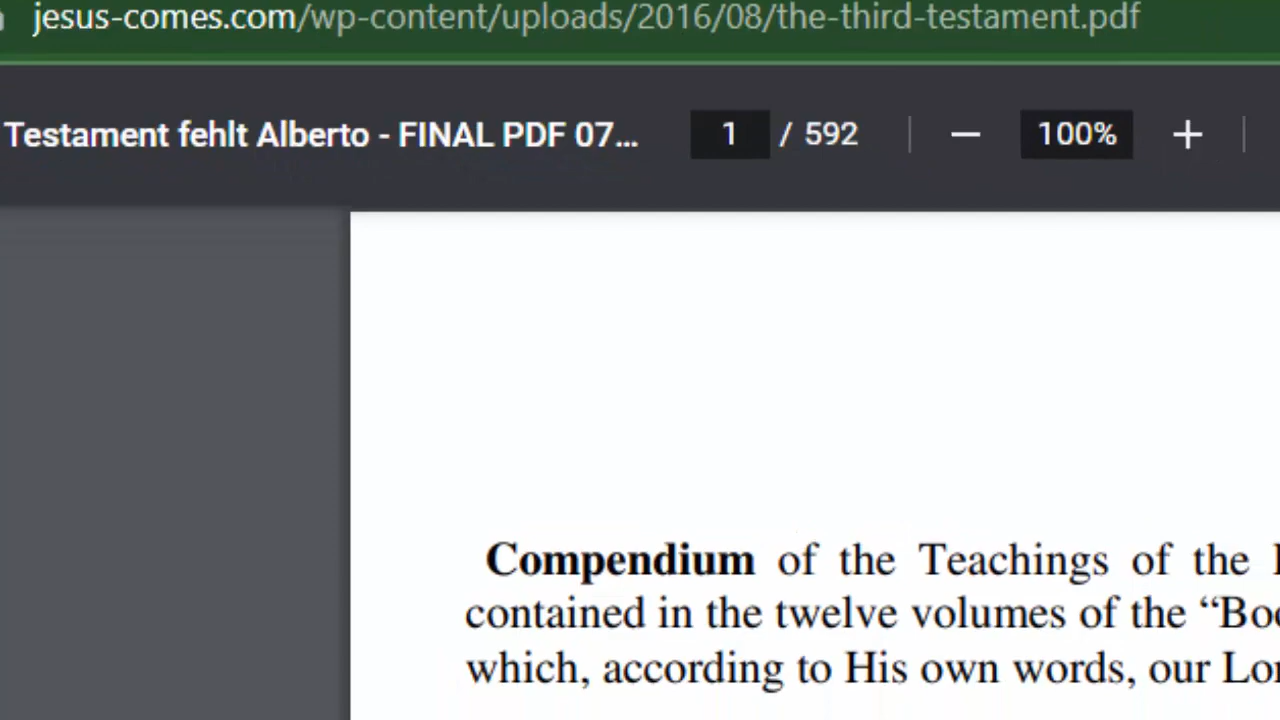 jesus-comes.com/wp-content/uploads/2016/08/the-third-testament.pdf
Testament fehlt Alberto - FINAL PDF 07... 1 / 592 — 100% +
Compendium of the Teachings of the
contained in the twelve volumes of the “Boo
which, according to His own words, our Lor